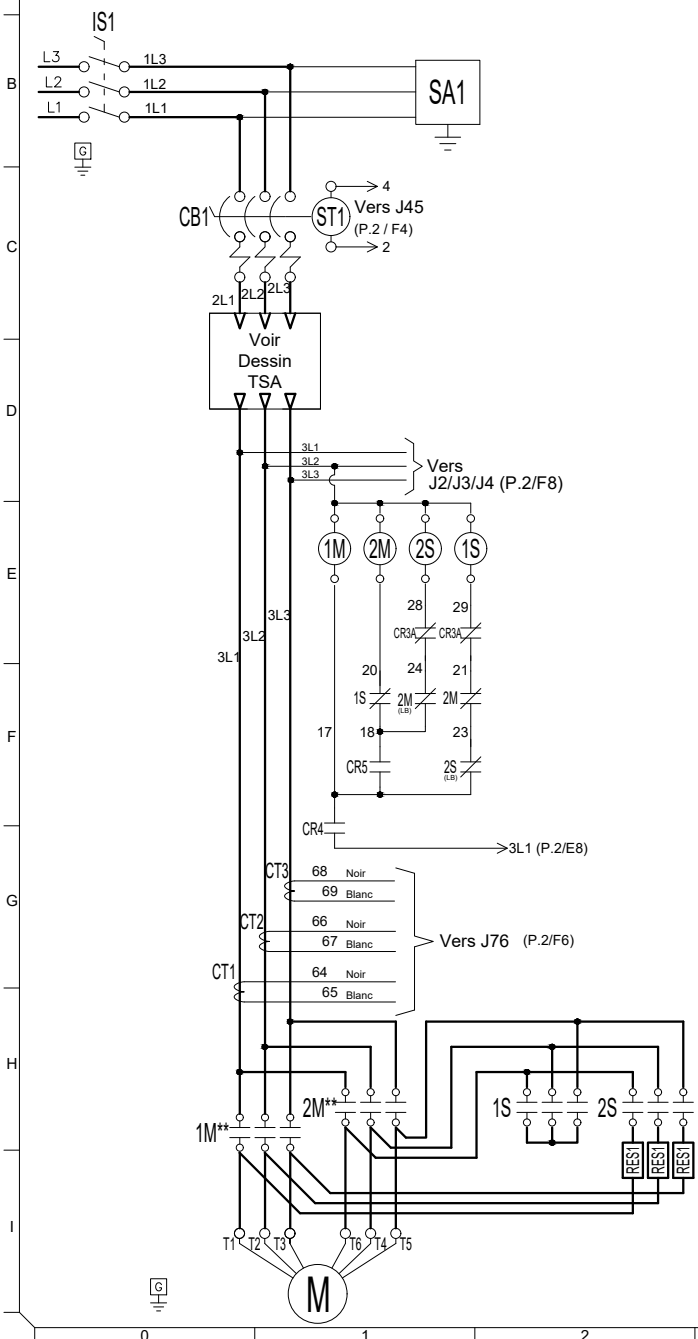 IS1
L3 1L3
B L2 1L2 SA1
L1 1L1
G
CB1 ST1 4
Vers J45
(P.2 / F4)
C 2
2L1 2L2 2L3
Voir
Dessin
TSA
D
3L1
3L2
3L3
Vers
J2/J3/J4 (P.2/F8)
1M 2M 2S 1S
E
28 29
3L3 CR3A CR3A
3L2
3L1
20 24 21
1S 2M 2M
(LB)
F 17 18 23
CR5 2S
(LB)
CR4
3L1 (P.2/E8)
CT3 68 Noir
G 69 Blanc
CT2 66 Noir
67 Blanc
Vers J76 (P.2/F6)
CT1 64 Noir
65 Blanc
H
1M** 2M** 1S 2S
RES1 RES1 RES1
I
T1 T2 T3 T6 T4 T5
G M
0 1 2